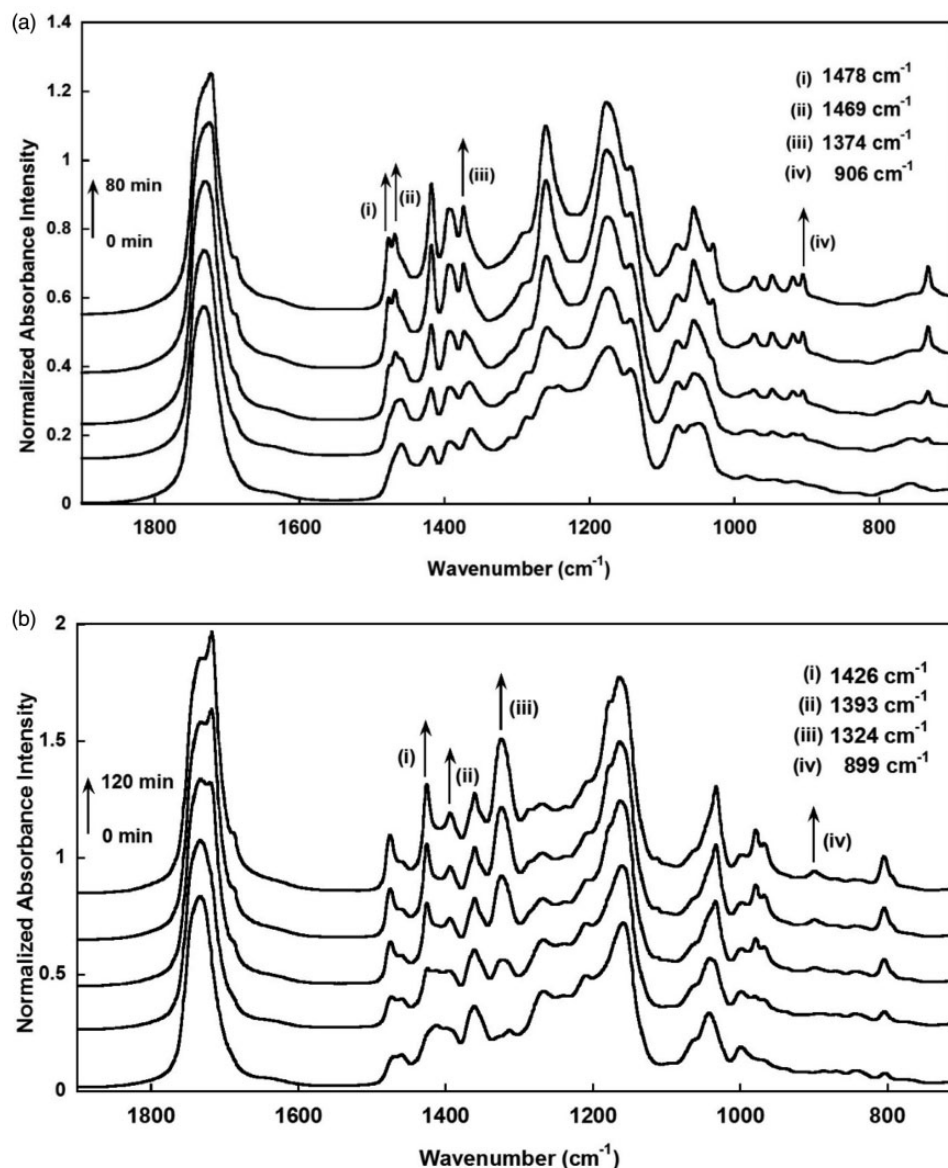 (a)
1.4
1.2
1
0.8
0.6
0.4
0.2
0
Normalized Absorbance Intensity
80 min
0 min
(i)
(ii)
(iii)
(iv)
(i) 1478 cm⁻¹
(ii) 1469 cm⁻¹
(iii) 1374 cm⁻¹
(iv) 906 cm⁻¹
1800 1600 1400 1200 1000 800
Wavenumber (cm⁻¹)
(b)
2
1.5
1
0.5
0
Normalized Absorbance Intensity
120 min
0 min
(i)
(ii)
(iii)
(iv)
(i) 1426 cm⁻¹
(ii) 1393 cm⁻¹
(iii) 1324 cm⁻¹
(iv) 899 cm⁻¹
1800 1600 1400 1200 1000 800
Wavenumber (cm⁻¹)